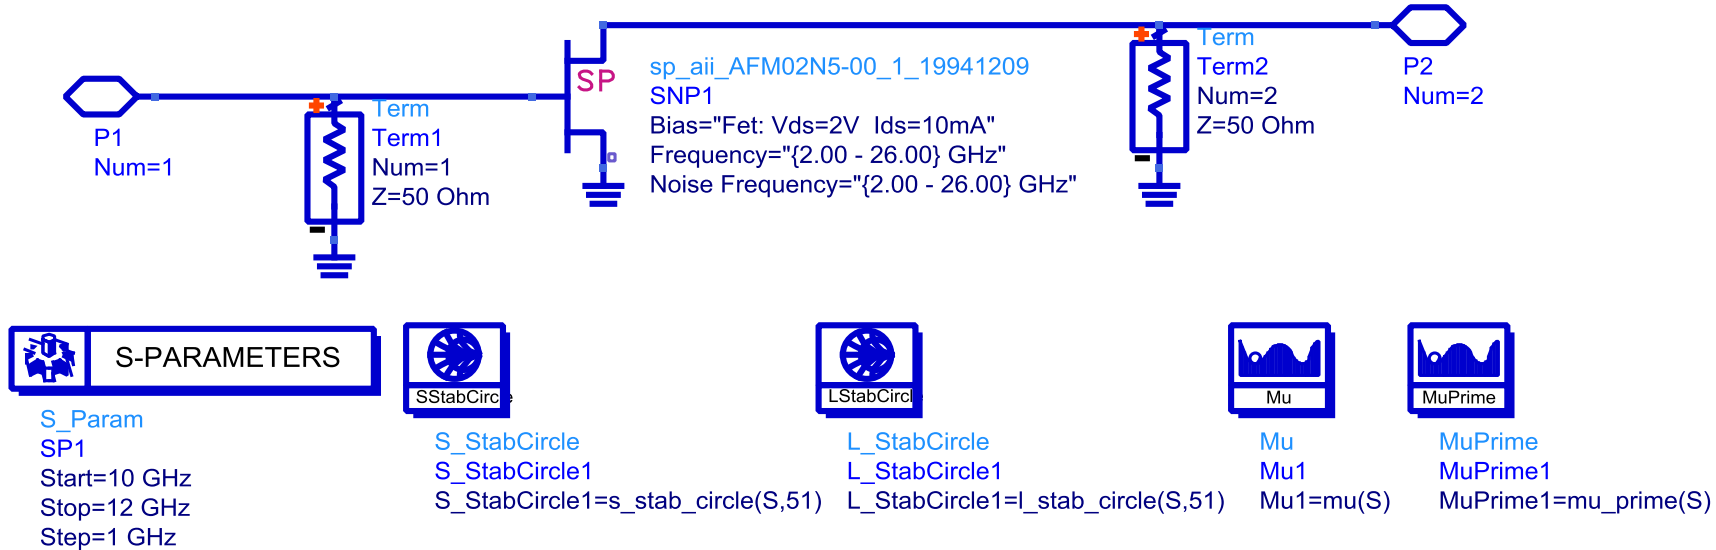 P1
Num=1
Term
Term1
Num=1
Z=50 Ohm
SP
sp_aii_AFM02N5-00_1_19941209
SNP1
Bias="Fet: Vds=2V  Ids=10mA"
Frequency="{2.00 - 26.00} GHz"
Noise Frequency="{2.00 - 26.00} GHz"
Term
Term2
Num=2
Z=50 Ohm
P2
Num=2
S-PARAMETERS
S_Param
SP1
Start=10 GHz
Stop=12 GHz
Step=1 GHz
SStabCircle
S_StabCircle
S_StabCircle1
S_StabCircle1=s_stab_circle(S,51)
LStabCircl
L_StabCircle
L_StabCircle1
L_StabCircle1=l_stab_circle(S,51)
Mu
Mu
Mu1
Mu1=mu(S)
MuPrime
MuPrime
MuPrime1
MuPrime1=mu_prime(S)